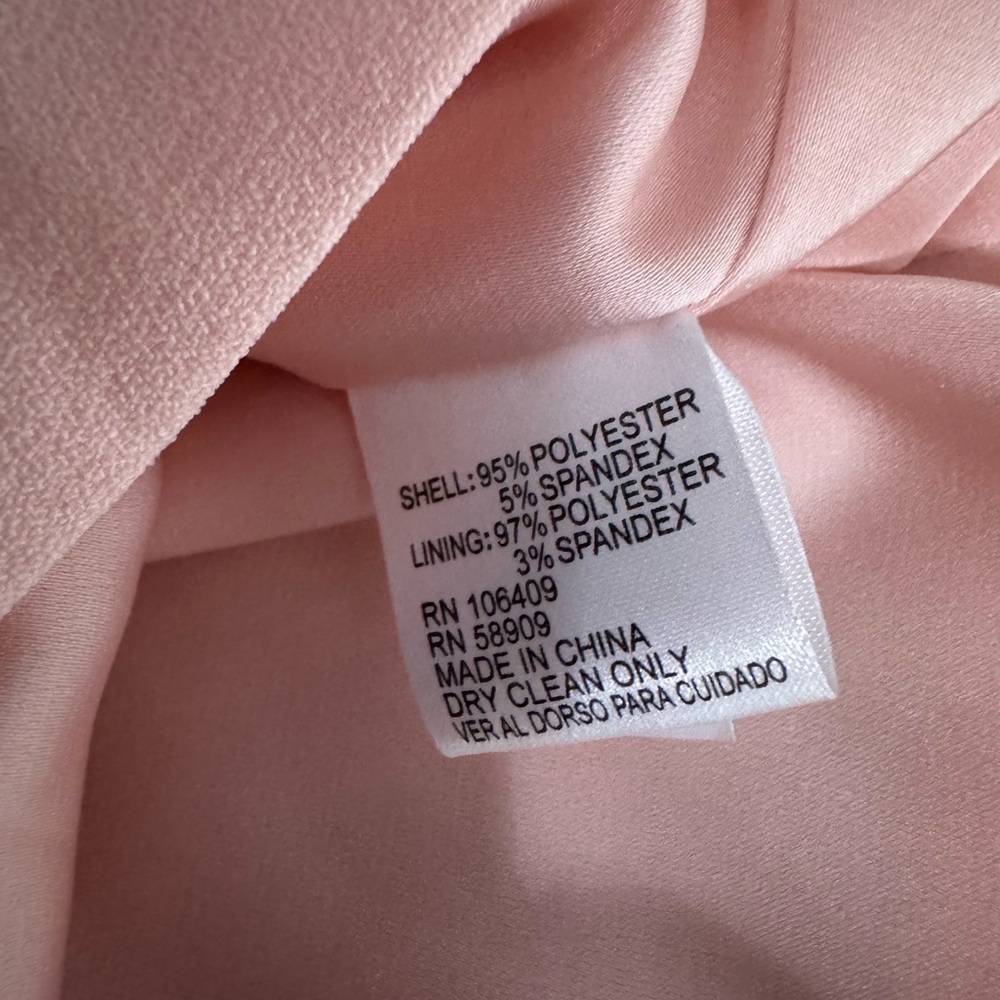 SHELL: 95% POLYESTER
5% SPANDEX
LINING: 97% POLYESTER
3% SPANDEX
RN 106409
RN 58909
MADE IN CHINA
DRY CLEAN ONLY
VER AL DORSO PARA CUIDADO